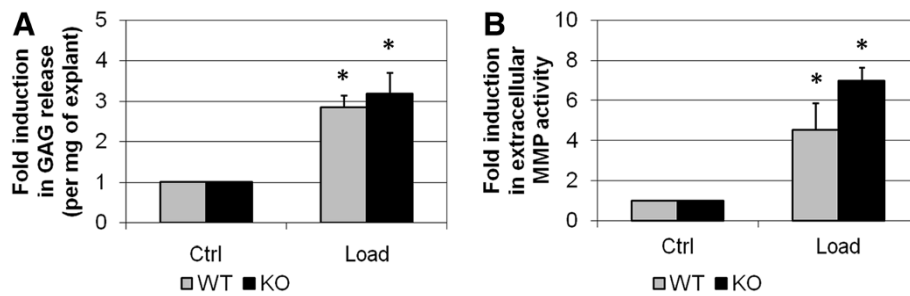 A
Fold induction
in GAG release
(per mg of explant)
5
4
3
2
1
0
*
*
Ctrl
Load
WT
KO
B
Fold induction
in extracellular
MMP activity
10
8
6
4
2
0
*
*
Ctrl
Load
WT
KO